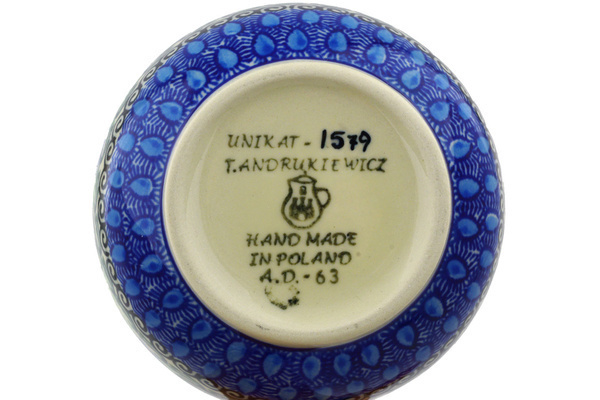 UNIKAT - 1579
T.ANDRUKIEWICZ
HAND MADE
IN POLAND
A.D. - 63